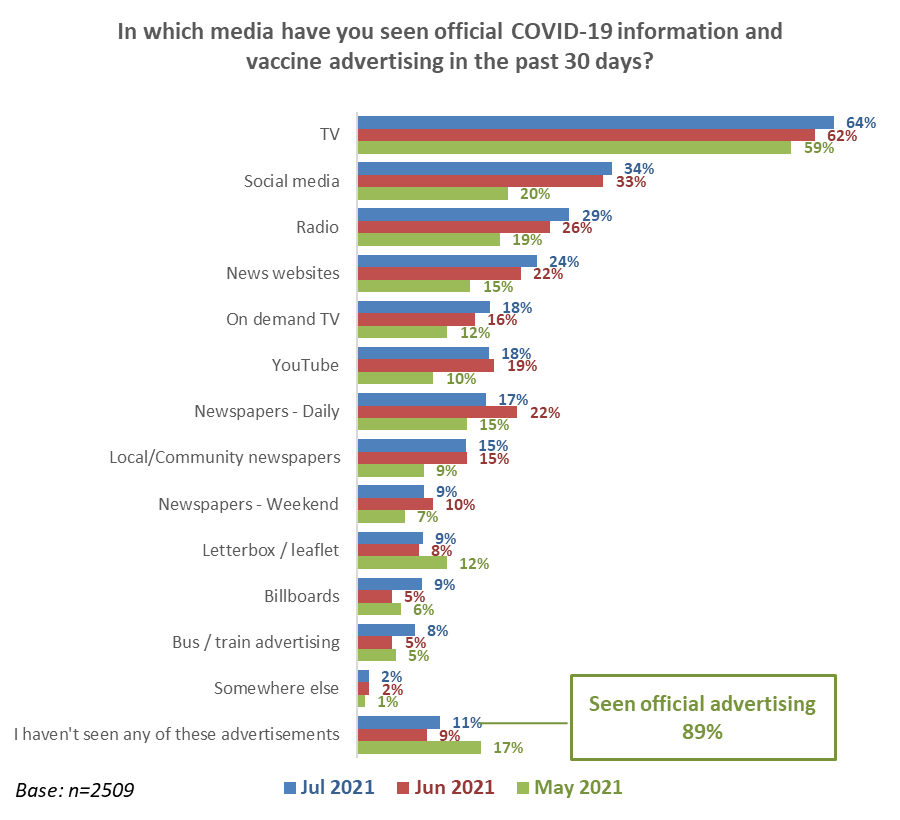 In which media have you seen official COVID-19 information and
vaccine advertising in the past 30 days?
TV
64%
62%
59%
Social media
34%
33%
20%
Radio
29%
26%
19%
News websites
24%
22%
15%
On demand TV
18%
16%
12%
YouTube
18%
19%
10%
Newspapers - Daily
17%
22%
15%
Local/Community newspapers
15%
15%
9%
Newspapers - Weekend
9%
10%
7%
Letterbox / leaflet
9%
8%
12%
Billboards
9%
5%
6%
Bus / train advertising
8%
5%
5%
Somewhere else
2%
2%
1%
I haven't seen any of these advertisements
11%
9%
17%
Seen official advertising
89%
Base: n=2509
Jul 2021 Jun 2021 May 2021